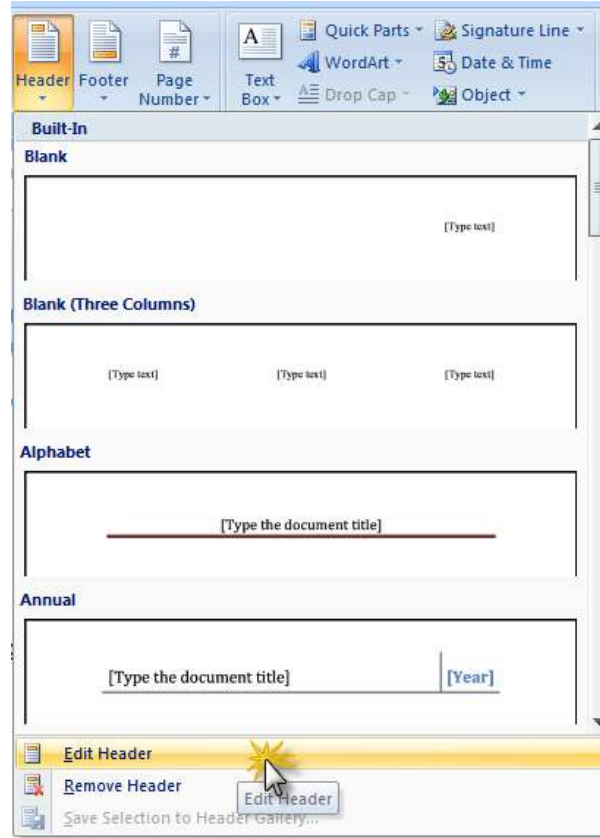 Header Footer Page Number
A Text Box
Quick Parts
WordArt
Drop Cap
Signature Line
5 Date & Time
Object
Built-In
Blank
[Type text]
Blank (Three Columns)
[Type text] [Type text] [Type text]
Alphabet
[Type the document title]
Annual
[Type the document title] [Year]
Edit Header
Remove Header
Edit Header
Save Selection to Header Gallery...